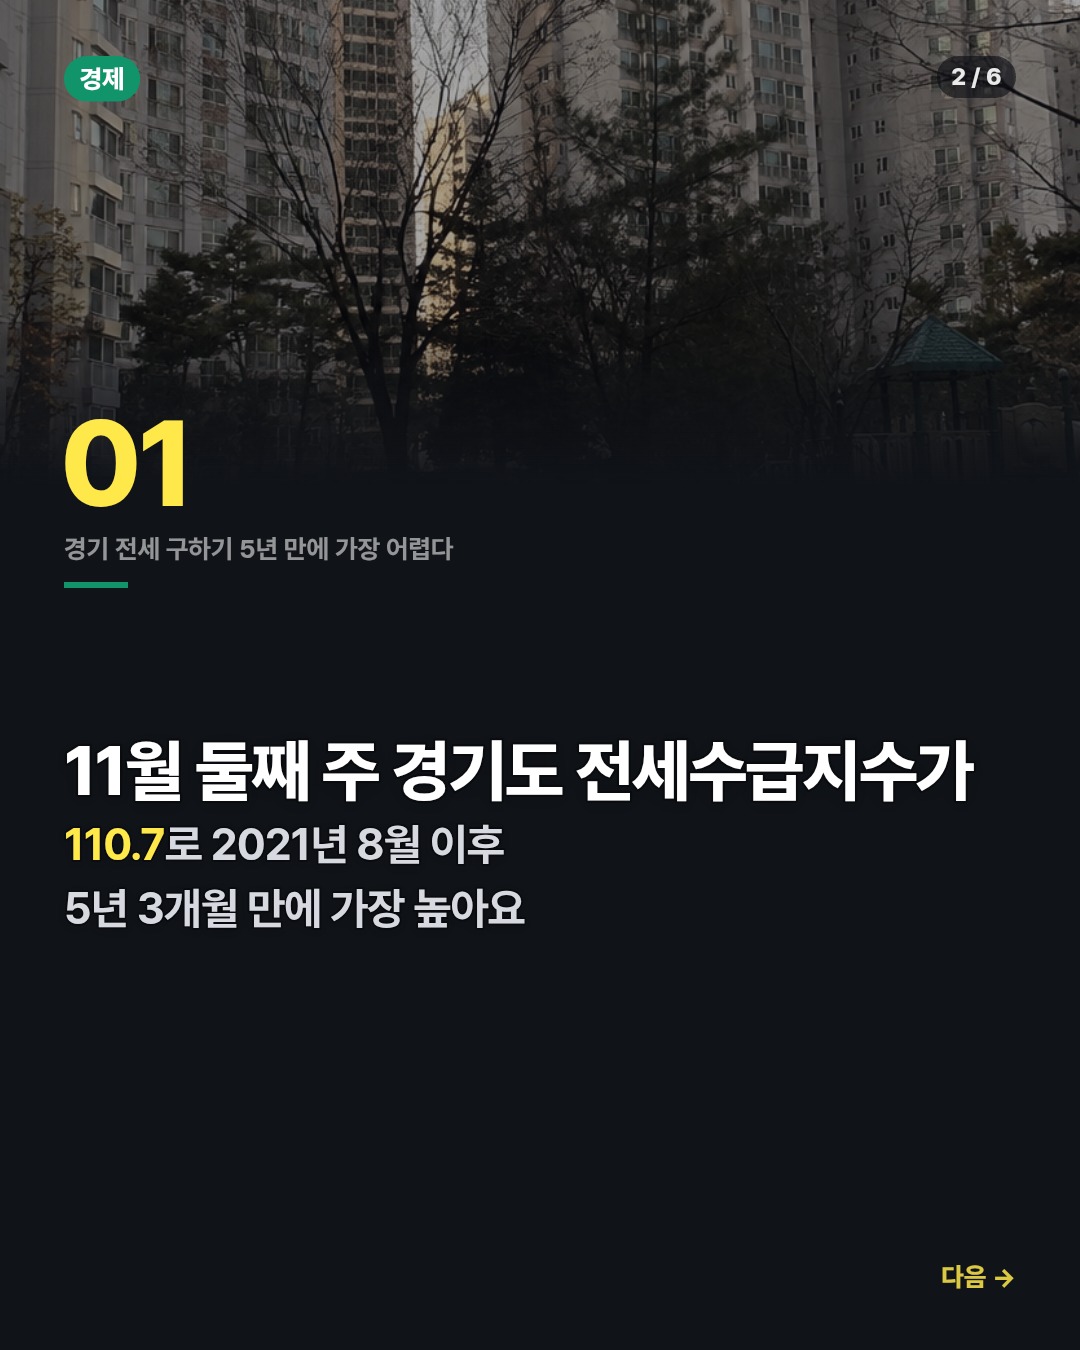 경제
2 / 6
01
경기 전세 구하기 5년 만에 가장 어렵다
11월 둘째 주 경기도 전세수급지수가
110.7로 2021년 8월 이후
5년 3개월 만에 가장 높아요
다음 →